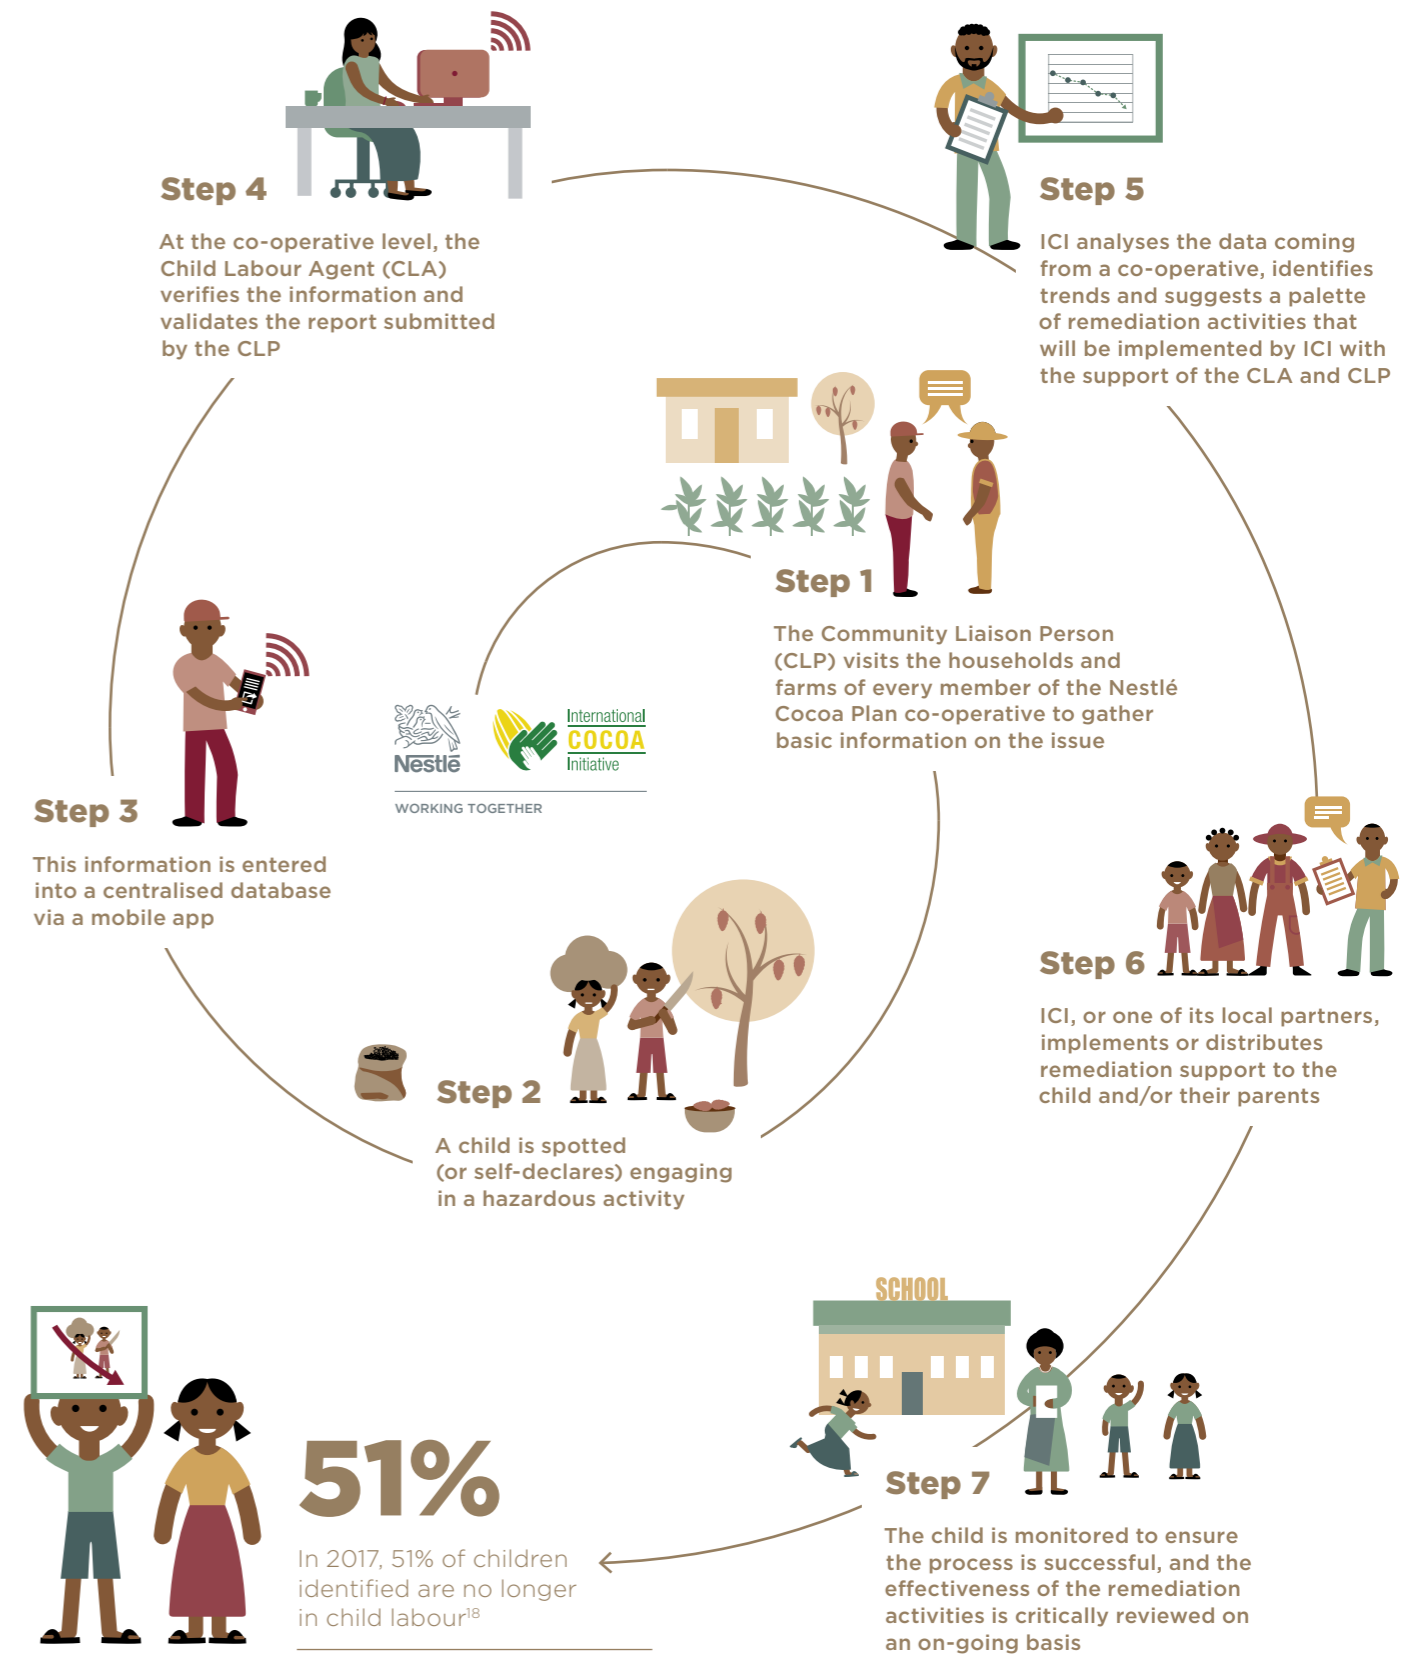 Nestlé
International
COCOA
Initiative
WORKING TOGETHER
Step 1
The Community Liaison Person
(CLP) visits the households and
farms of every member of the Nestlé
Cocoa Plan co-operative to gather
basic information on the issue
Step 2
A child is spotted
(or self-declares) engaging
in a hazardous activity
Step 3
This information is entered
into a centralised database
via a mobile app
Step 4
At the co-operative level, the
Child Labour Agent (CLA)
verifies the information and
validates the report submitted
by the CLP
Step 5
ICI analyses the data coming
from a co-operative, identifies
trends and suggests a palette
of remediation activities that
will be implemented by ICI with
the support of the CLA and CLP
Step 6
ICI, or one of its local partners,
implements or distributes
remediation support to the
child and/or their parents
SCHOOL
Step 7
The child is monitored to ensure
the process is successful, and the
effectiveness of the remediation
activities is critically reviewed on
an on-going basis
51%
In 2017, 51% of children
identified are no longer
in child labour¹⁸